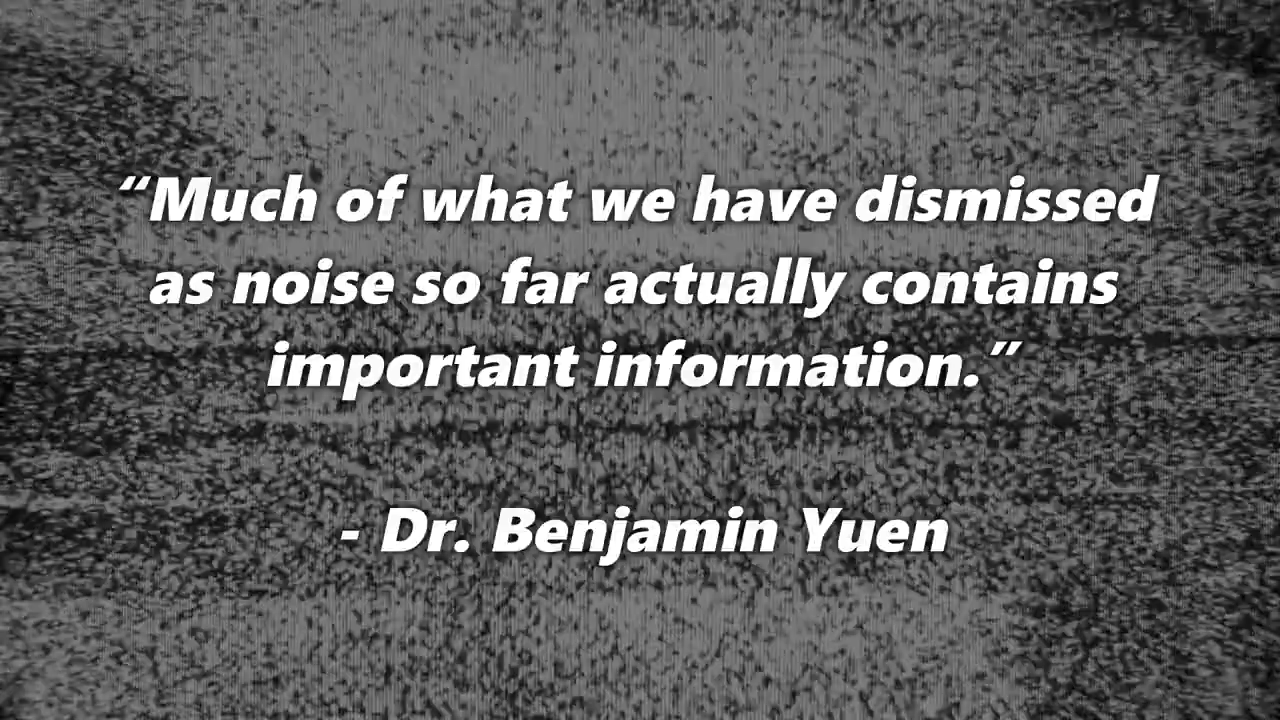 “Much of what we have dismissed
as noise so far actually contains
important information.”
- Dr. Benjamin Yuen